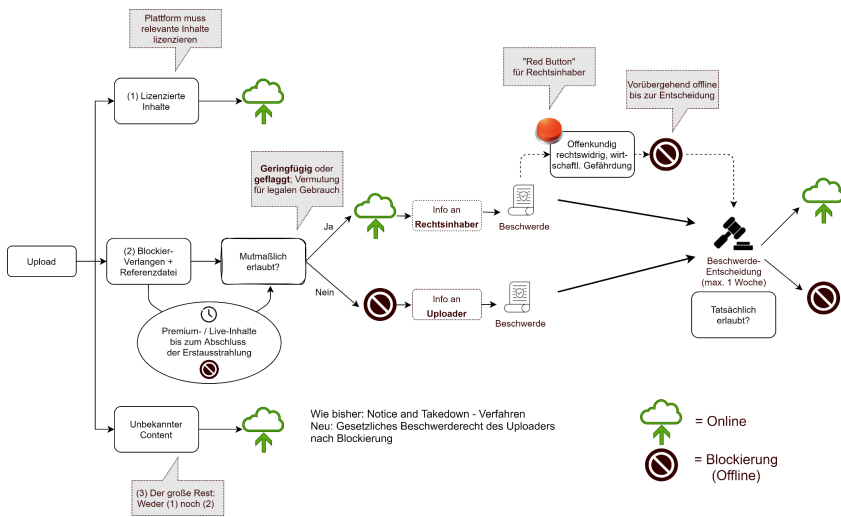 Plattform muss
relevante Inhalte
lizenzieren
(1) Lizenzierte
Inhalte
"Red Button"
für Rechtsinhaber
Vorübergehend offline
bis zur Entscheidung
Offenkundig
rechtswidrig, wirt-
schaftl. Gefährdung
Geringfügig oder
geflaggt; Vermutung
für legalen Gebrauch
Ja
Info an
Rechtsinhaber
Beschwerde
Upload
(2) Blockier-
Verlangen +
Referenzdatei
Mutmaßlich
erlaubt?
Nein
Info an
Uploader
Beschwerde
Beschwerde-
Entscheidung
(max. 1 Woche)
Tatsächlich
erlaubt?
Premium- / Live-Inhalte
bis zum Abschluss
der Erstausstrahlung
Unbekannter
Content
Wie bisher: Notice and Takedown - Verfahren
Neu: Gesetzliches Beschwerderecht des Uploaders
nach Blockierung
(3) Der große Rest:
Weder (1) noch (2)
= Online
= Blockierung
(Offline)